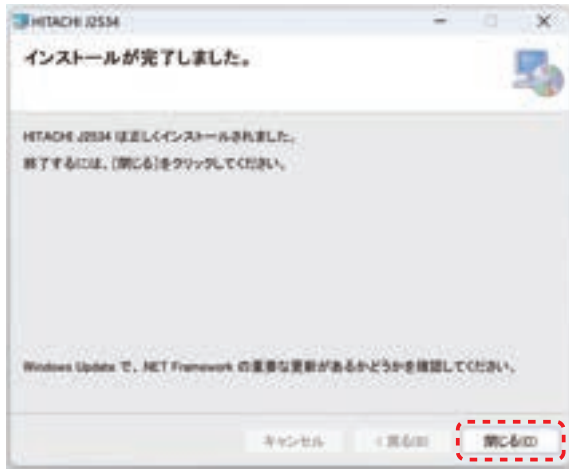 HITACHI J2534
インストールが完了しました。
HITACHI J2534 は正しくインストールされました。
終了するには、[閉じる]をクリックしてください。
Windows Update で、.NET Framework の重要な更新があるかどうかを確認してください。
キャンセル < 戻る(B) 閉じる(C)